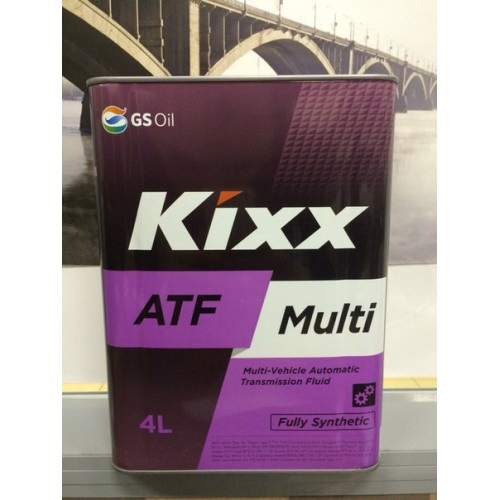 GS Oil
Kixx
ATF
Multi
Multi-Vehicle Automatic
Transmission Fluid
4L
Fully Synthetic